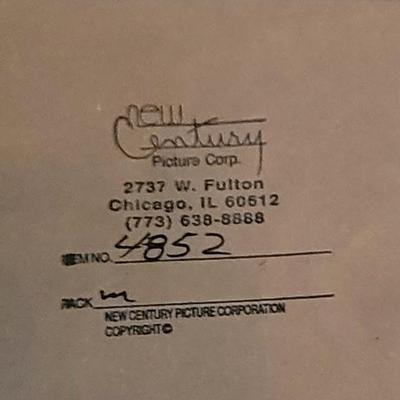 new
Century
Picture Corp.
2737 W. Fulton
Chicago, IL 60612
(773) 638-8888
ITEM NO. 4852
PACK m
NEW CENTURY PICTURE CORPORATION
COPYRIGHT©